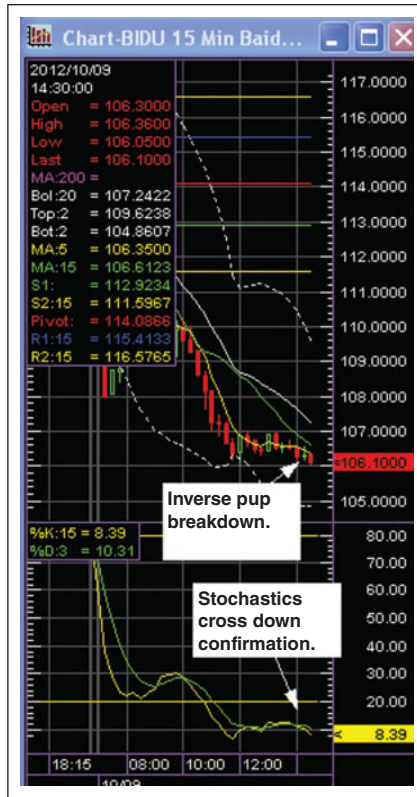 Chart-BIDU 15 Min Baid...
2012/10/09
14:30:00
Open = 106.3000
High = 106.3600
Low = 106.0500
Last = 106.1000
MA:200 =
Bol:20 = 107.2422
Top:2 = 109.6238
Bot:2 = 104.8607
MA:5 = 106.3500
MA:15 = 106.6123
S1: = 112.9234
S2:15 = 111.5967
Pivot: = 114.0866
R1:15 = 115.4133
R2:15 = 116.5765
117.0000
116.0000
115.0000
114.0000
113.0000
112.0000
111.0000
110.0000
109.0000
108.0000
107.0000
=106.1000
105.0000
Inverse pup
breakdown.
%K:15 = 8.39
%D:3 = 10.31
80.00
70.00
60.00
50.00
40.00
30.00
20.00
< 8.39
Stochastics
cross down
confirmation.
18:15 08:00 10:00 12:00
10/09